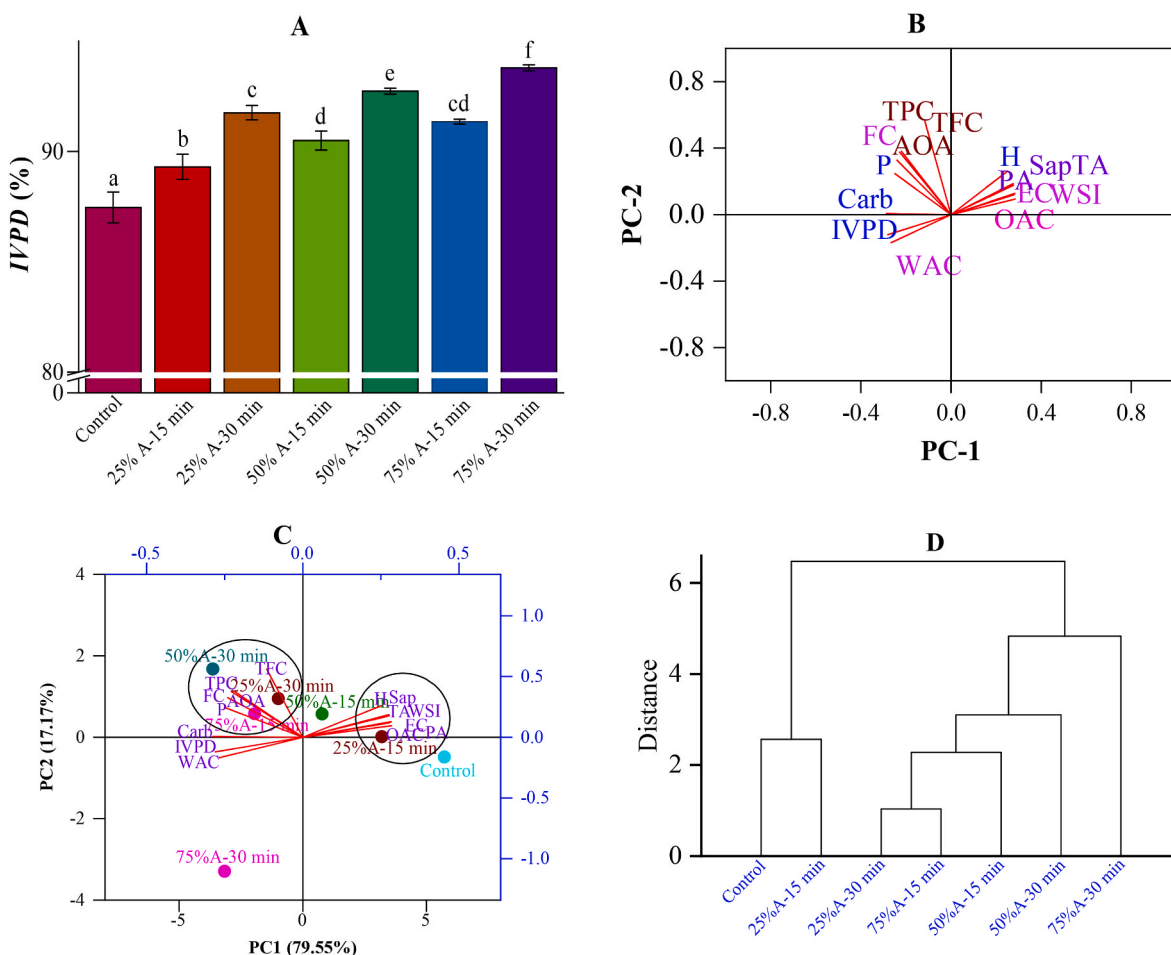 A
IVPD (%)
90
80
0
a
b
c
d
e
cd
f
Control
25% A-15 min
25% A-30 min
50% A-15 min
50% A-30 min
75% A-15 min
75% A-30 min
B
PC-2
0.8
0.4
0.0
-0.4
-0.8
TPC
TFC
FC
AOA
P
H
SapTA
PA
Carb
ECWSI
IVPD
OAC
WAC
-0.8 -0.4 0.0 0.4 0.8
PC-1
C
-0.5 0.0 0.5
PC2 (17.17%)
4
2
0
-2
-4
1.0
0.5
0.0
-0.5
-1.0
50%A-30 min
TFC
TPC
25%A-30 min
FC
AOA
50%A-15 min
HSap
P
TAWSI
75%A-15 min
EC
Carb
OACPA
IVPD
25%A-15 min
WAC
Control
75%A-30 min
-5 0 5
PC1 (79.55%)
D
Distance
6
4
2
0
Control
25%A-15 min
25%A-30 min
75%A-15 min
50%A-15 min
50%A-30 min
75%A-30 min